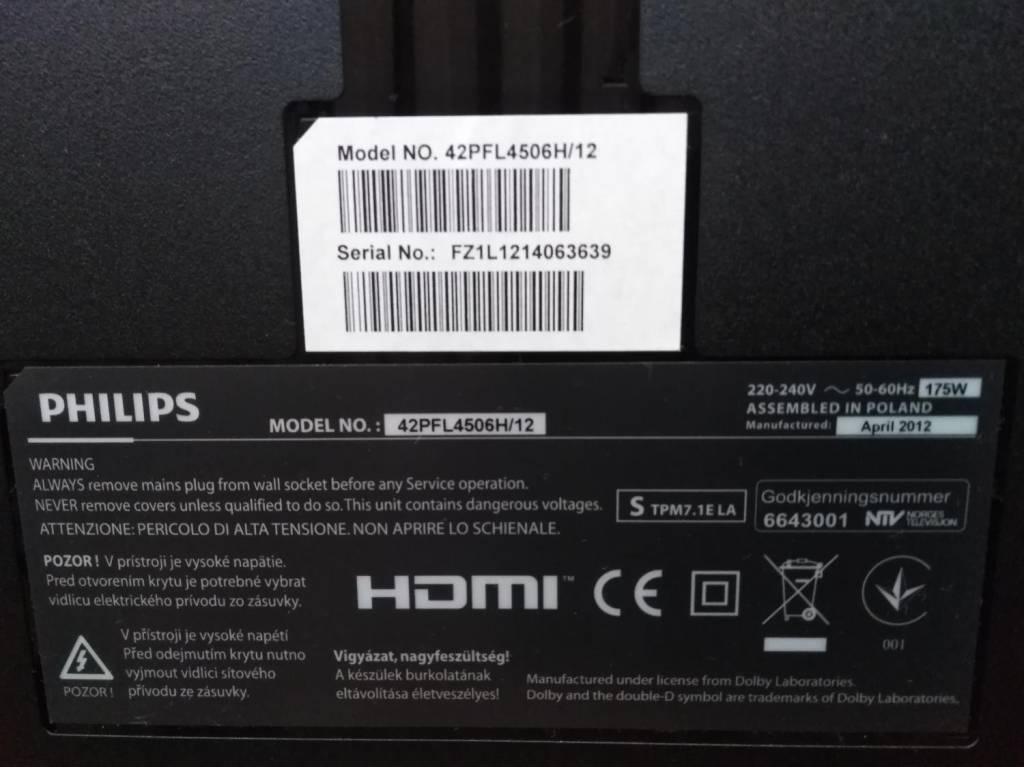 Model NO. 42PFL4506H/12
Serial No.: FZ1L1214063639
PHILIPS
MODEL NO. : 42PFL4506H/12
220-240V ~ 50-60Hz 175W
ASSEMBLED IN POLAND
Manufactured: April 2012
WARNING
ALWAYS remove mains plug from wall socket before any Service operation.
NEVER remove covers unless qualified to do so. This unit contains dangerous voltages.
ATTENZIONE: PERICOLO DI ALTA TENSIONE. NON APRIRE LO SCHIENALE.
S TPM7.1E LA
Godkjenningsnummer
6643001 NTV NORGES TELEVISJON
POZOR ! V prístroji je vysoké napätie.
Pred otvorením krytu je potrebné vybrat
vidlicu elektrického prívodu zo zásuvky.
HDMI™ CE
001
V přístroji je vysoké napétí
Před odejmutím krytu nutno
vyjmout vidlici sítového
přívodu ze zásuvky.
POZOR !
Vigyázat, nagyfeszültség!
A készülek burkolatának
eltávolítása életveszélyes!
Manufactured under license from Dolby Laboratories.
Dolby and the double-D symbol are trademarks of Dolby Laboratories.